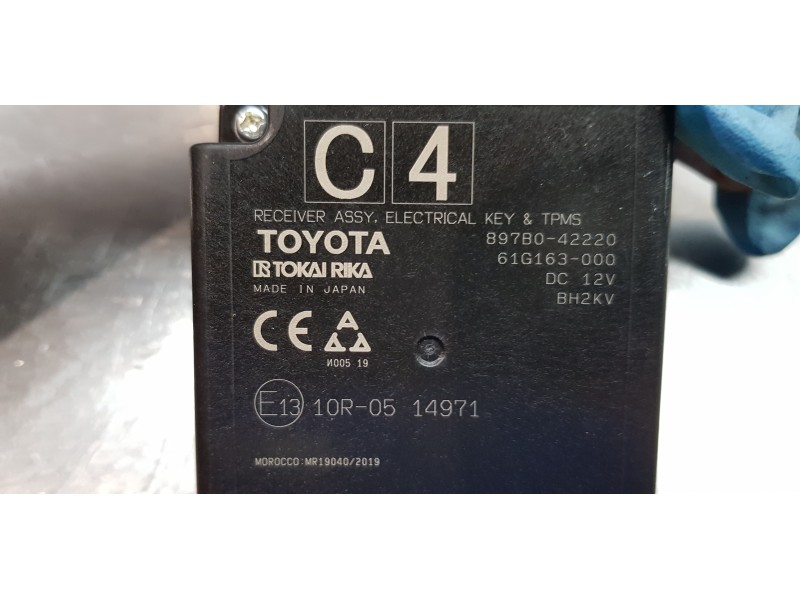 C 4
RECEIVER ASSY, ELECTRICAL KEY & TPMS
TOYOTA 897B0-42220
TOKAI RIKA 61G163-000
MADE IN JAPAN DC 12V
BH2KV
CE A
И005 19
E13 10R-05 14971
MOROCCO:MR19040/2019